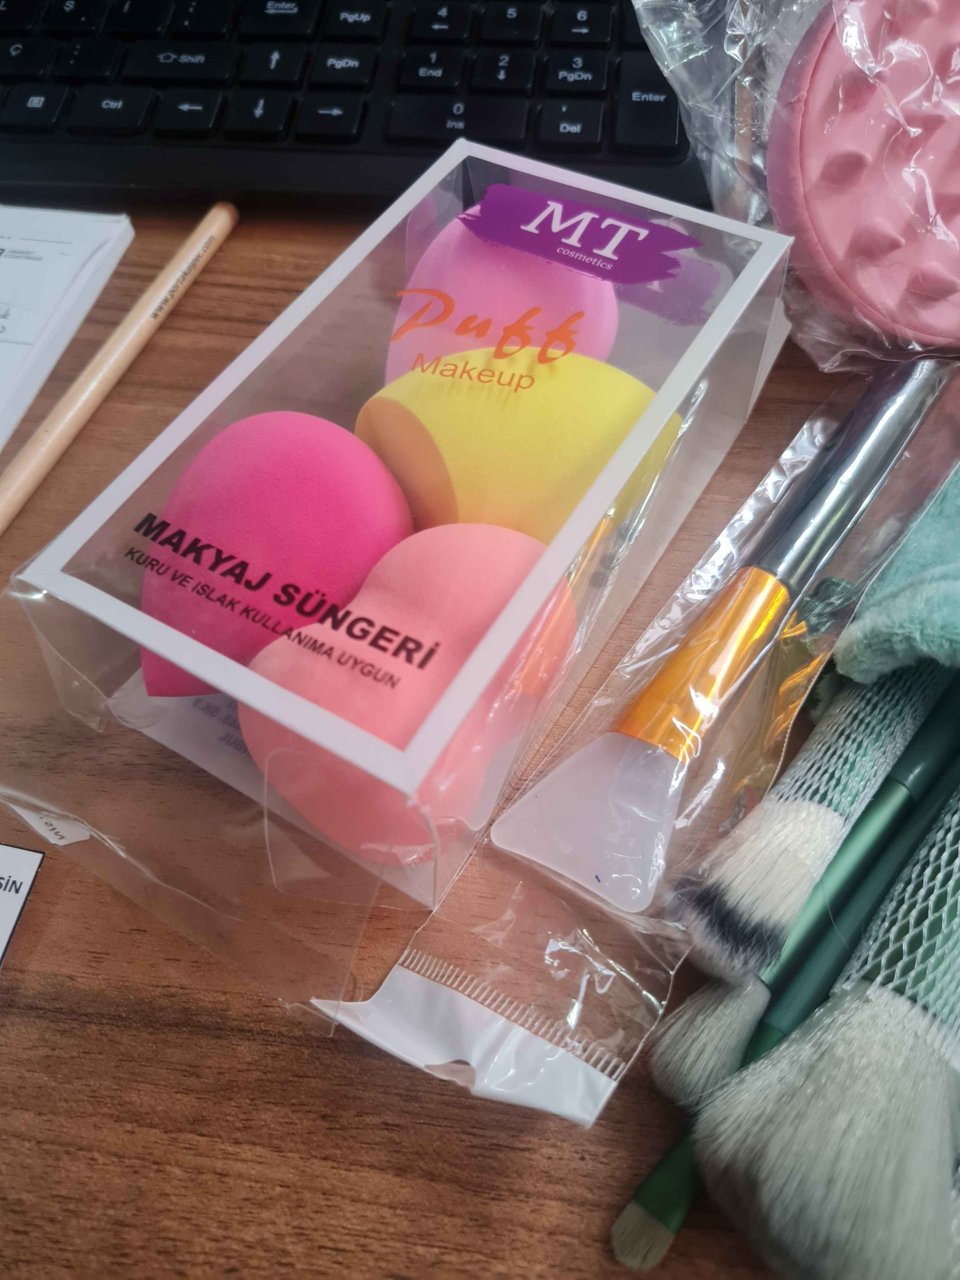 Enter
PgUp
4
5
6
Shift
PgDn
1
End
2
3
PgDn
Enter
Ctrl
0
Ins
Del
MT
cosmetics
Puff
Makeup
MAKYAJ SÜNGERİ
KURU VE ISLAK KULLANIMA UYGUN
SİN